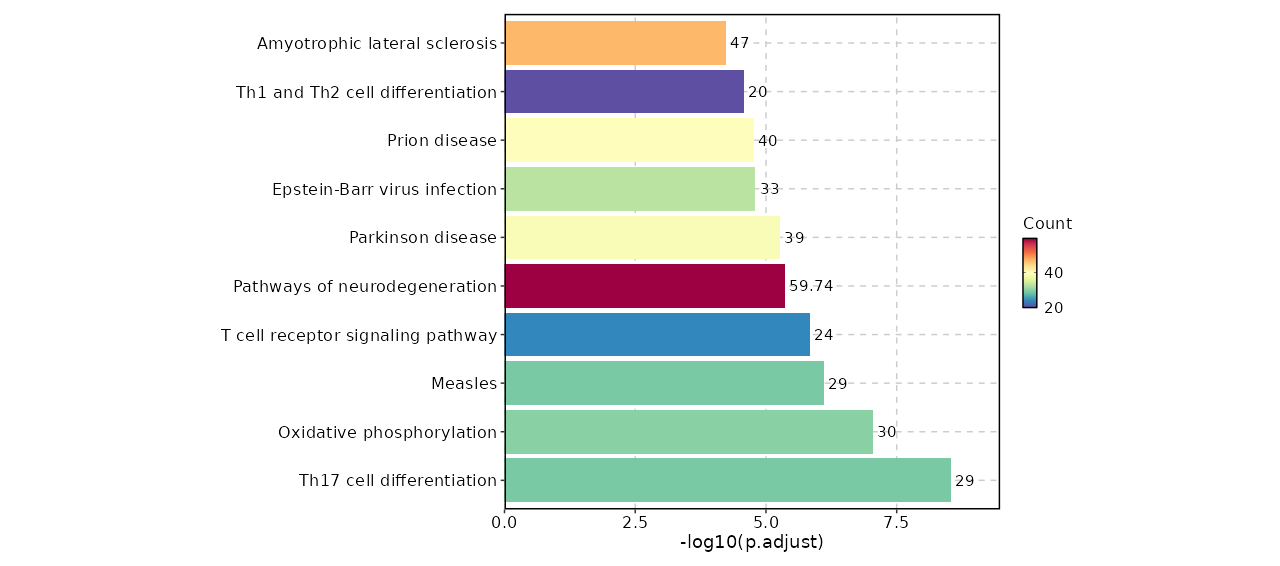 Amyotrophic lateral sclerosis 47
Th1 and Th2 cell differentiation 20
Prion disease 40
Epstein-Barr virus infection 33
Parkinson disease 39
Pathways of neurodegeneration 59.74
T cell receptor signaling pathway 24
Measles 29
Oxidative phosphorylation 30
Th17 cell differentiation 29
0.0 2.5 5.0 7.5
-log10(p.adjust)
Count
40
20